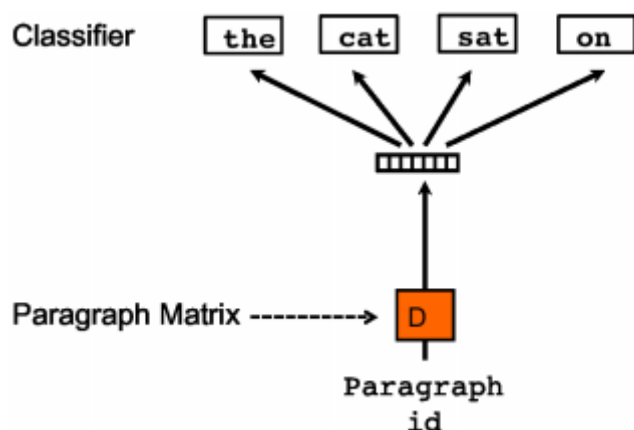 Classifier the cat sat on
Paragraph Matrix D
Paragraph
id